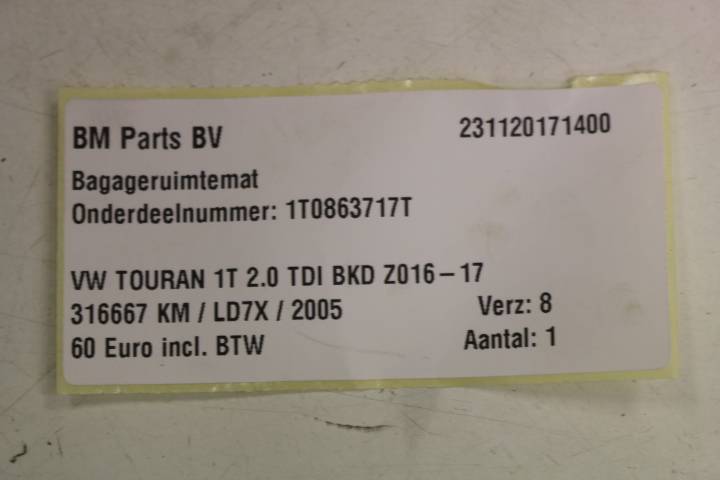 BM Parts BV 231120171400
Bagageruimtemat
Onderdeelnummer: 1T0863717T
VW TOURAN 1T 2.0 TDI BKD Z016-17
316667 KM / LD7X / 2005 Verz: 8
60 Euro incl. BTW Aantal: 1